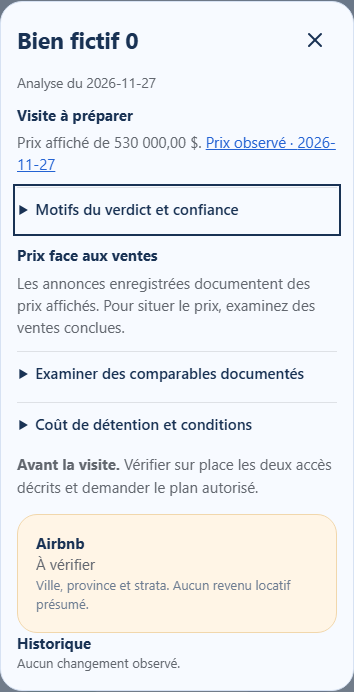 Bien fictif 0
Analyse du 2026-11-27
Visite à préparer
Prix affiché de 530 000,00 $. Prix observé · 2026-
11-27
Motifs du verdict et confiance
Prix face aux ventes
Les annonces enregistrées documentent des
prix affichés. Pour situer le prix, examinez des
ventes conclues.
Examiner des comparables documentés
Coût de détention et conditions
Avant la visite. Vérifier sur place les deux accès
décrits et demander le plan autorisé.
Airbnb
À vérifier
Ville, province et strata. Aucun revenu locatif
présumé.
Historique
Aucun changement observé.